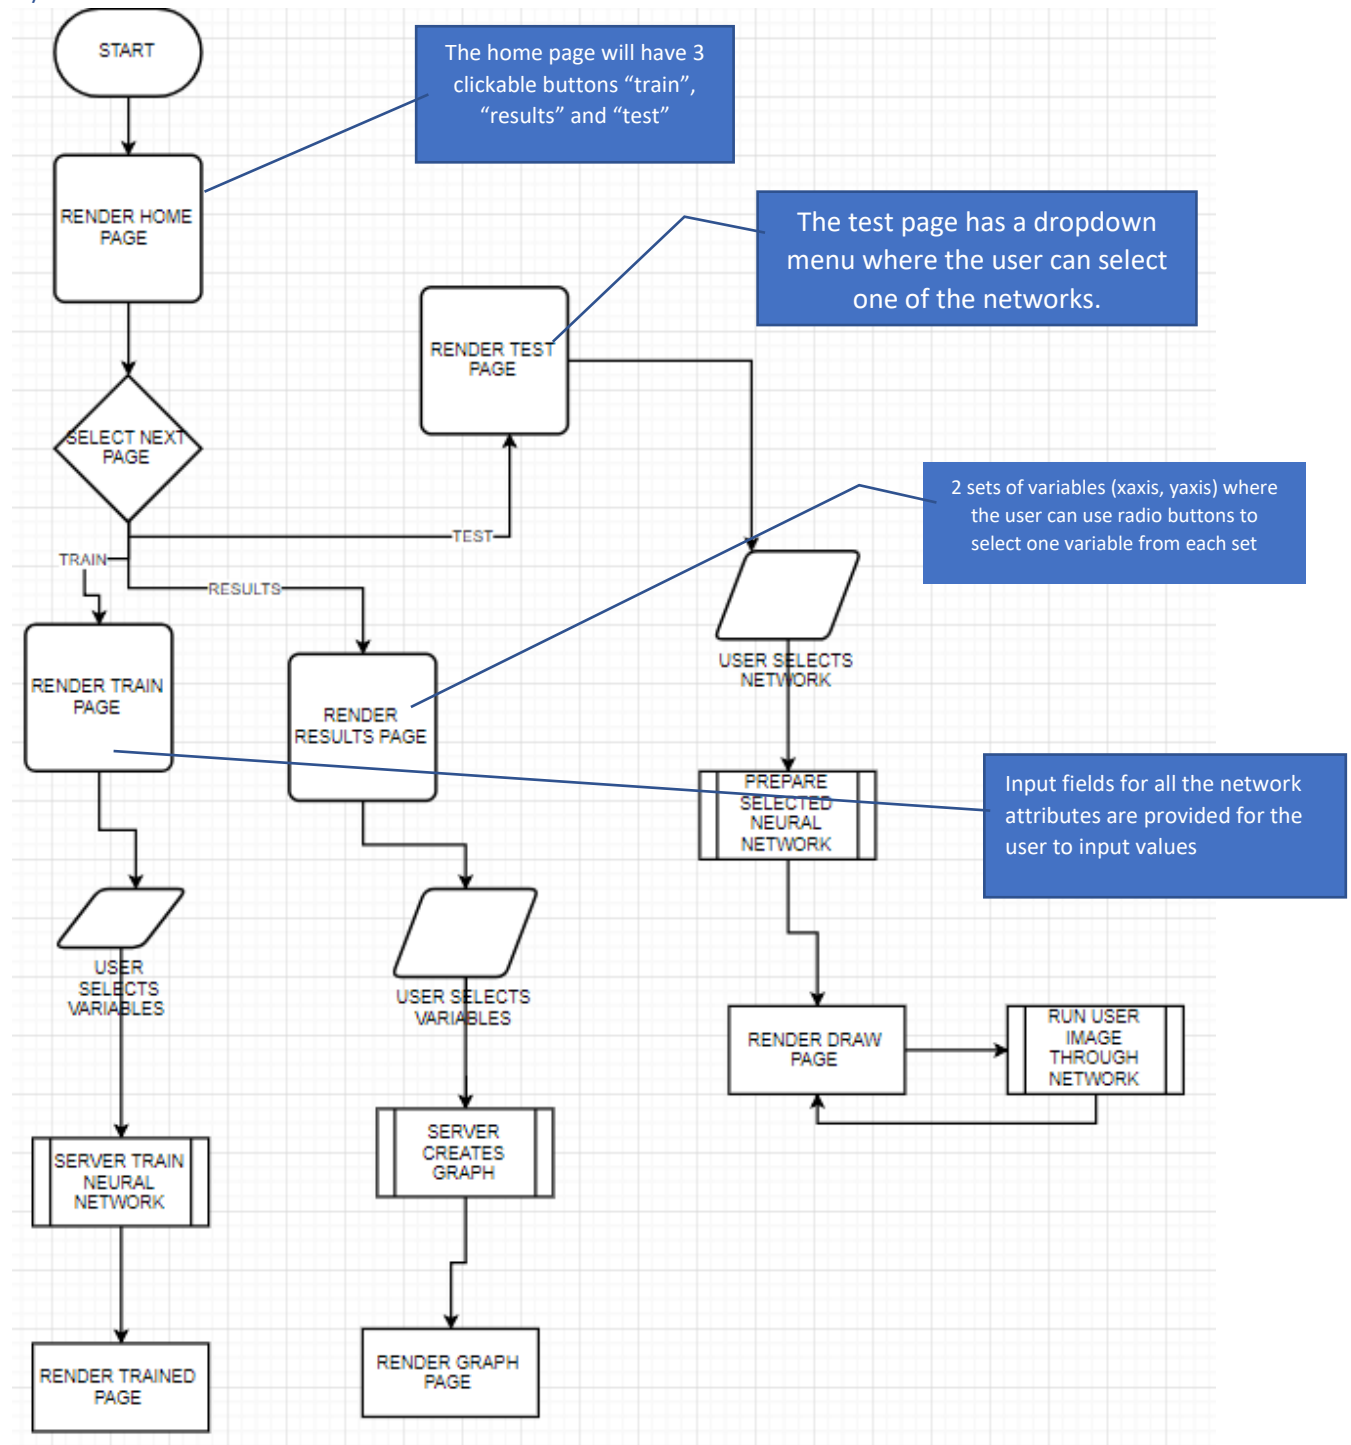 START
The home page will have 3
clickable buttons “train”,
“results” and “test”
RENDER HOME
PAGE
The test page has a dropdown
menu where the user can select
one of the networks.
RENDER TEST
PAGE
SELECT NEXT
PAGE
2 sets of variables (xaxis, yaxis) where
the user can use radio buttons to
select one variable from each set
TEST
TRAIN
RESULTS
USER SELECTS
NETWORK
RENDER TRAIN
PAGE
RENDER
RESULTS PAGE
PREPARE
SELECTED
NEURAL
NETWORK
Input fields for all the network
attributes are provided for the
user to input values
USER
SELECTS
VARIABLES
USER SELECTS
VARIABLES
RENDER DRAW
PAGE
RUN USER
IMAGE
THROUGH
NETWORK
SERVER TRAIN
NEURAL
NETWORK
SERVER
CREATES
GRAPH
RENDER TRAINED
PAGE
RENDER GRAPH
PAGE